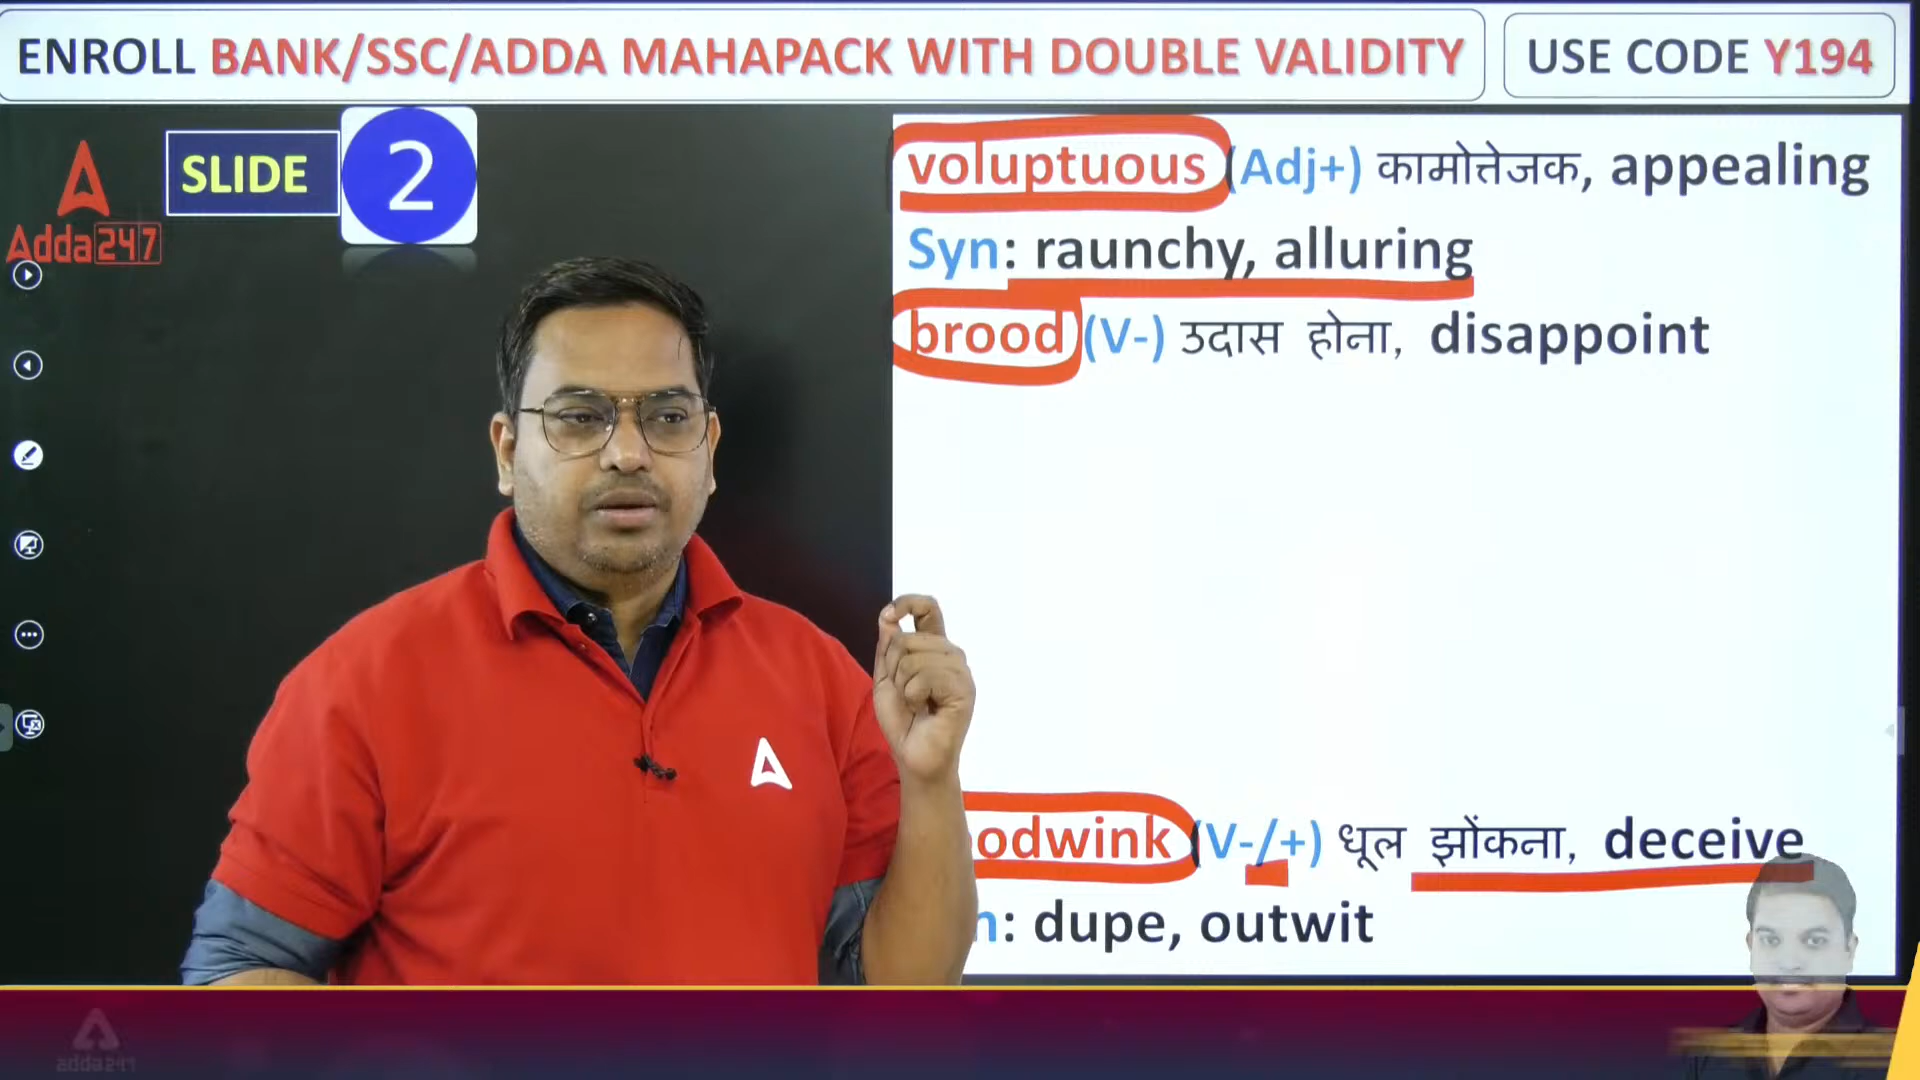 ENROLL BANK/SSC/ADDA MAHAPACK WITH DOUBLE VALIDITY
USE CODE Y194
SLIDE 2
Adda247
voluptuous (Adj+) कामोत्तेजक, appealing
Syn: raunchy, alluring
brood (V-) उदास होना, disappoint
odwink (V-/+) धूल झोंकना, deceive
n: dupe, outwit
adda247